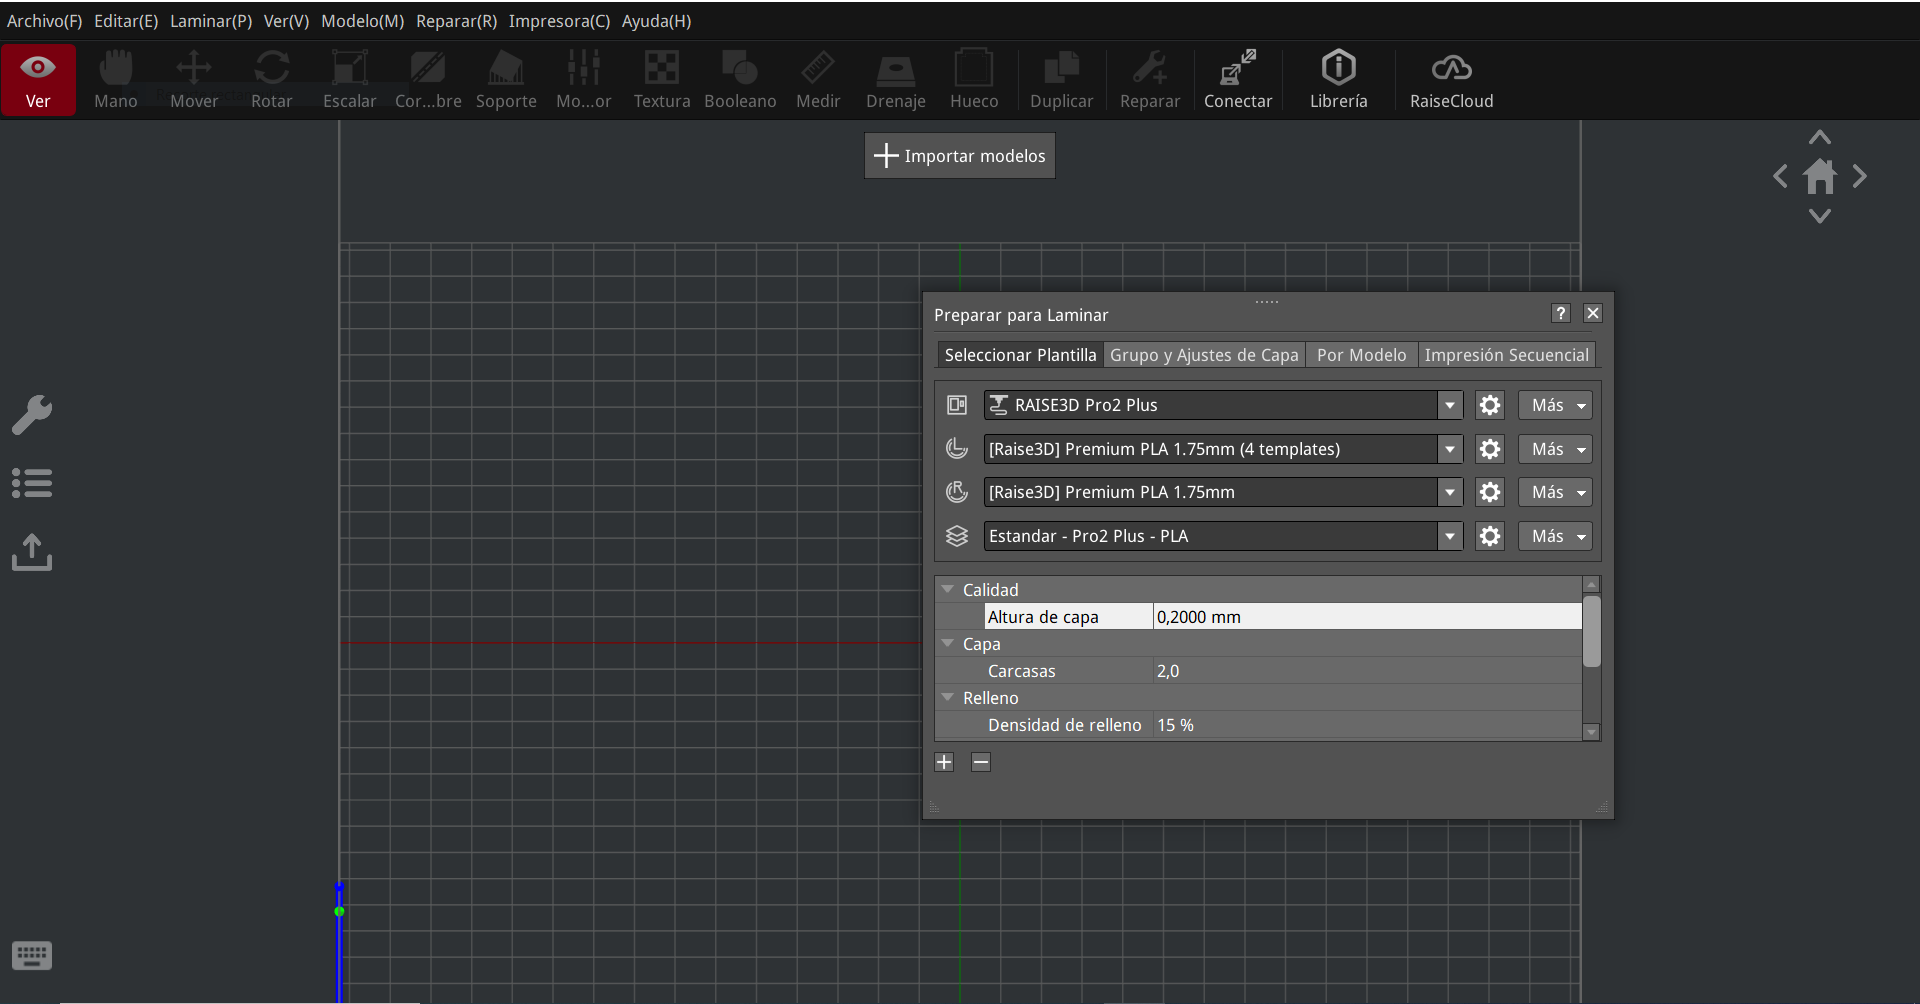 Archivo(F) Editar(E) Laminar(P) Ver(V) Modelo(M) Reparar(R) Impresora(C) Ayuda(H)
Ver Mano Mover Rotar Escalar Cor...bre Soporte Mo...or Textura Booleano Medir Drenaje Hueco Duplicar Reparar Conectar Librería RaiseCloud
Importar modelos
Preparar para Laminar ?
Seleccionar Plantilla Grupo y Ajustes de Capa Por Modelo Impresión Secuencial
RAISE3D Pro2 Plus Más
L [Raise3D] Premium PLA 1.75mm (4 templates) Más
R [Raise3D] Premium PLA 1.75mm Más
Estandar - Pro2 Plus - PLA Más
Calidad
Altura de capa 0,2000 mm
Capa
Carcasas 2,0
Relleno
Densidad de relleno 15 %